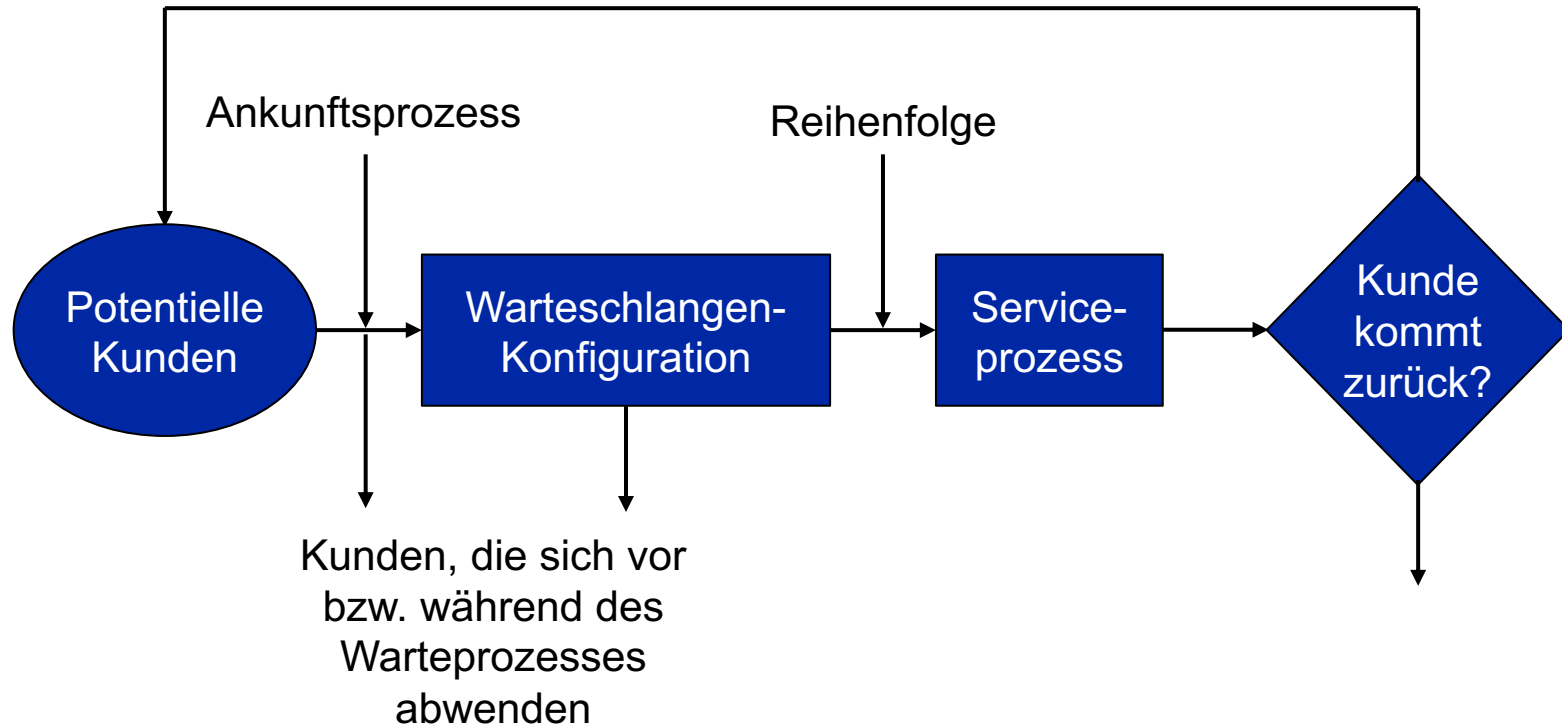 Ankunftsprozess
Reihenfolge
Potentielle
Kunden
Warteschlangen-
Konfiguration
Service-
prozess
Kunde
kommt
zurück?
Kunden, die sich vor
bzw. während des
Warteprozesses
abwenden